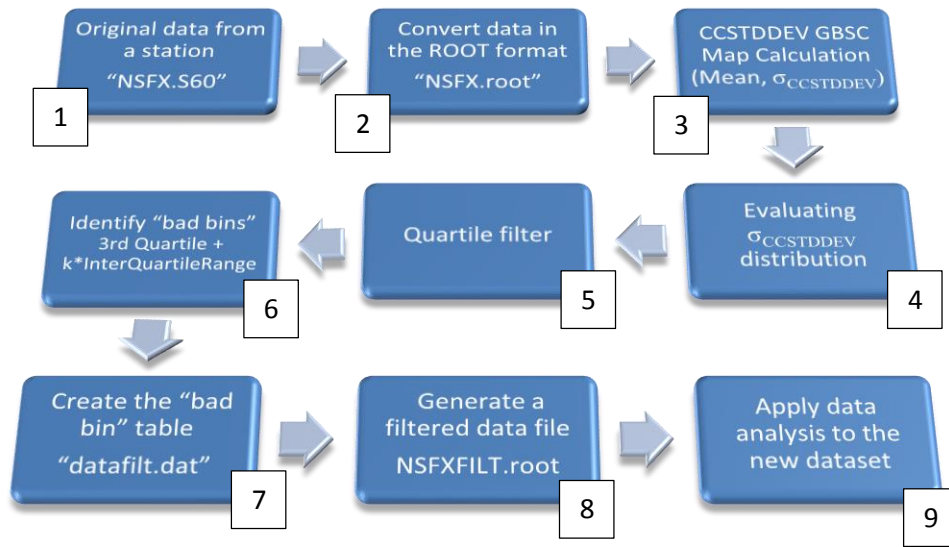 Original data from
a station
“NSFX.S60”
1
Convert data in
the ROOT format
“NSFX.root”
2
CCSTDDEV GBSC
Map Calculation
(Mean, σCCSTDDEV)
3
Evaluating
σCCSTDDEV
distribution
4
Quartile filter
5
Identify “bad bins”
3rd Quartile +
k*InterQuartileRange
6
Create the “bad
bin” table
“datafilt.dat”
7
Generate a
filtered data file
NSFXFILT.root
8
Apply data
analysis to the
new dataset
9